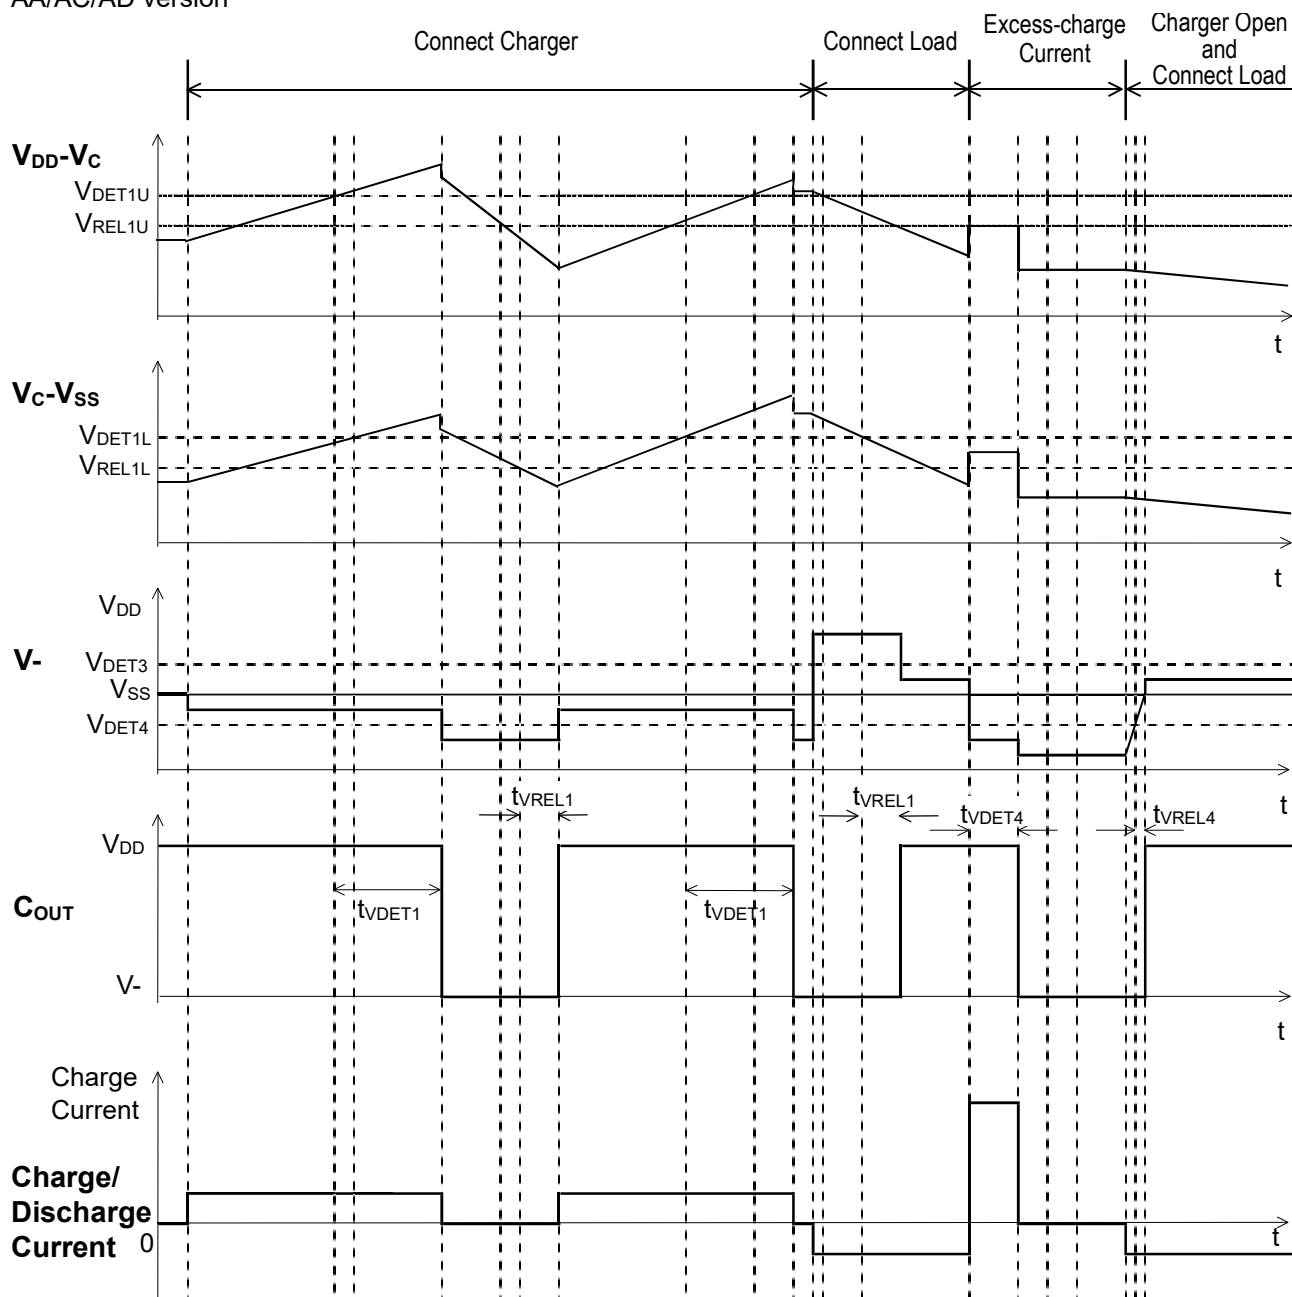 AA/AC/AD version
Connect Charger
Connect Load
Excess-charge
Current
Charger Open
and
Connect Load
VDD-VC
VDET1U
VREL1U
t
VC-VSS
VDET1L
VREL1L
t
VDD
V-
VDET3
VSS
VDET4
t
tVREL1
tVREL1
tVDET4
tVREL4
VDD
COUT
tVDET1
tVDET1
V-
t
Charge
Current
Charge/
Discharge
Current
0
t